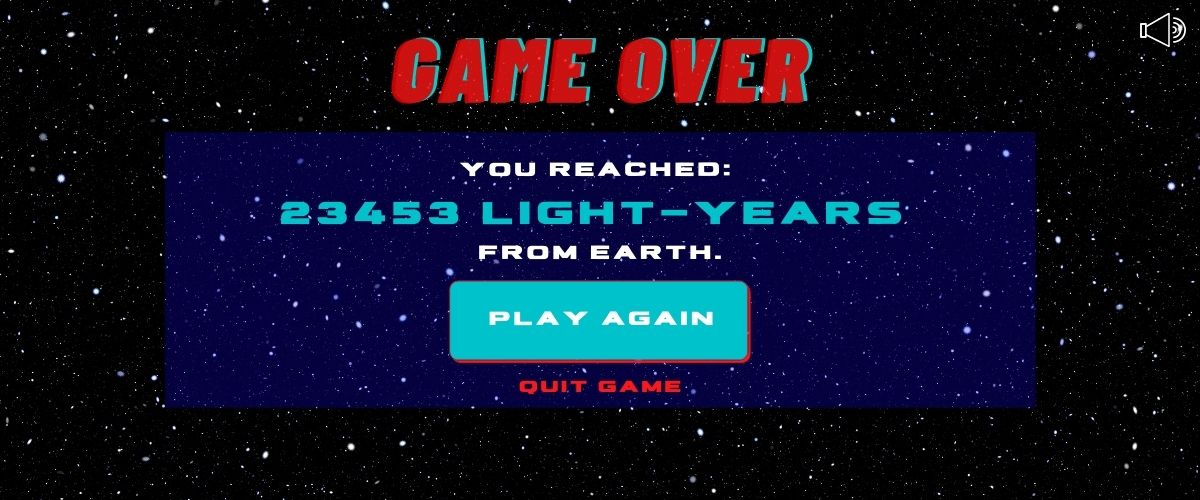 GAME OVER
YOU REACHED:
23453 LIGHT-YEARS
FROM EARTH.
PLAY AGAIN
QUIT GAME